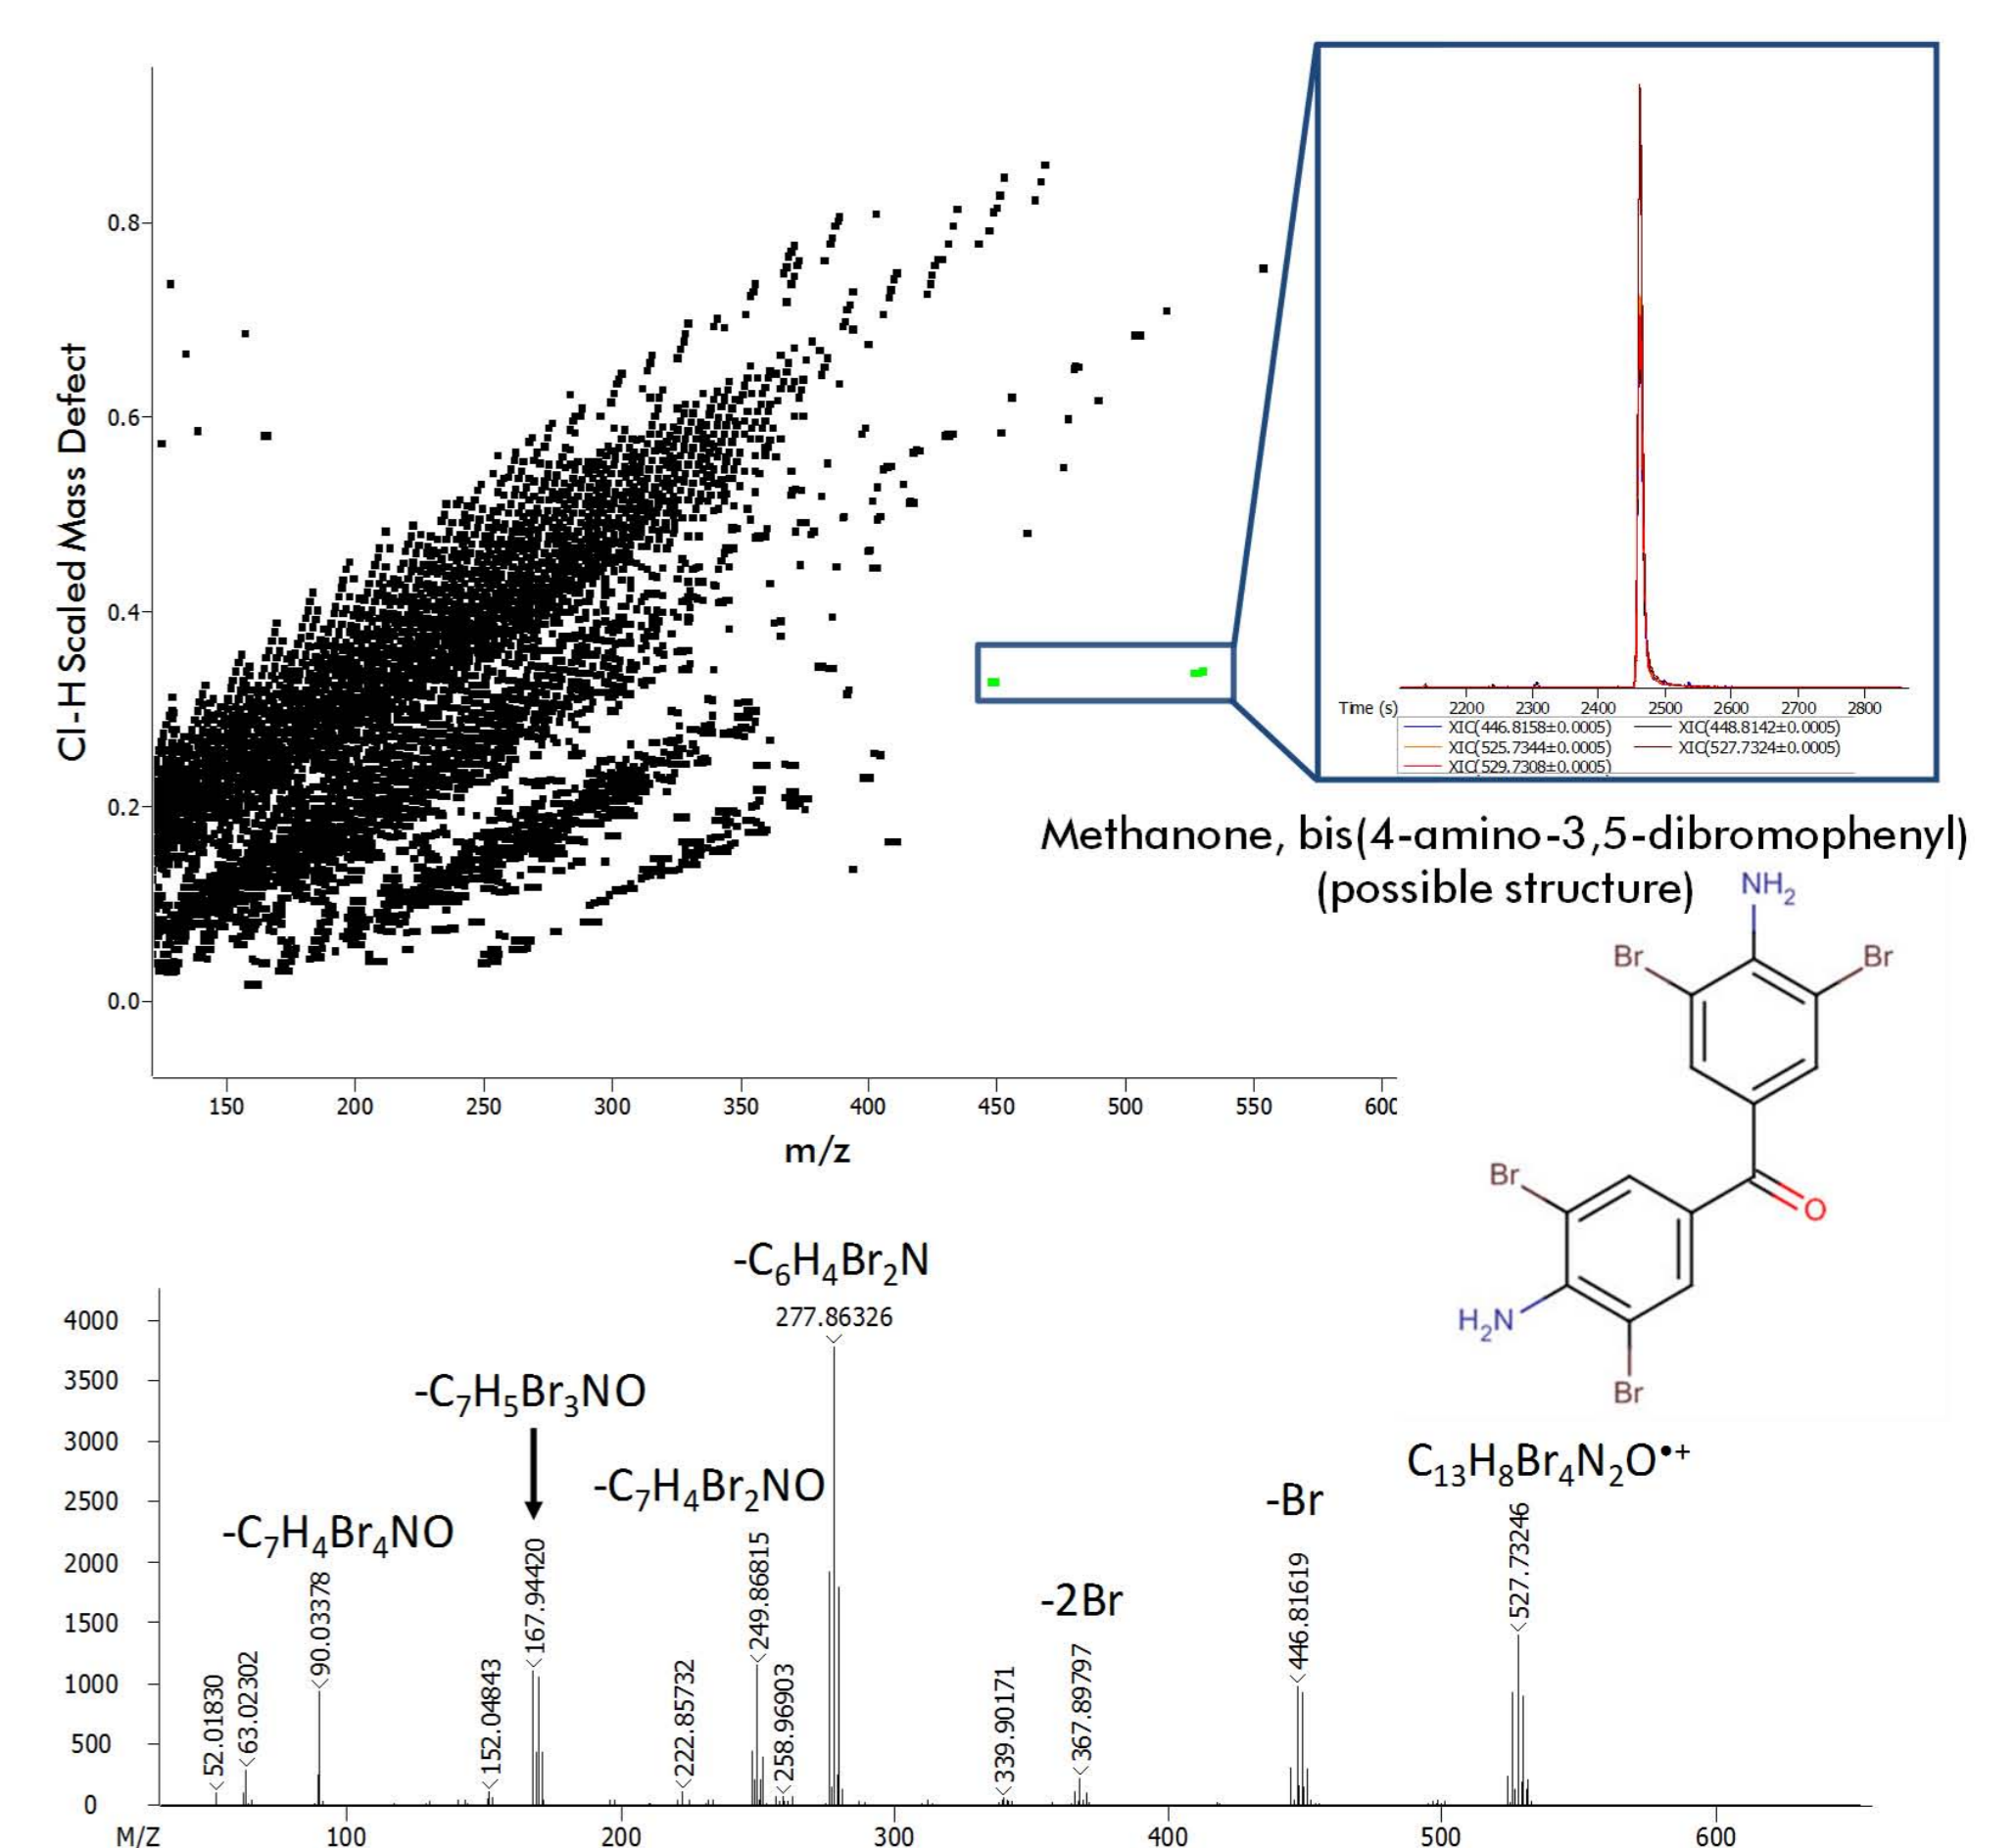 Cl-H Scaled Mass Defect
0.8
0.6
0.4
0.2
0.0
150 200 250 300 350 400 450 500 550 600
m/z
Time (s) 2200 2300 2400 2500 2600 2700 2800
XIC(446.8158±0.0005) XIC(448.8142±0.0005)
XIC(525.7344±0.0005) XIC(527.7324±0.0005)
XIC(529.7308±0.0005)
Methanone, bis(4-amino-3,5-dibromophenyl)
(possible structure)
NH2
Br Br
Br
O
H2N
Br
C13H8Br4N2O•+
-C6H4Br2N
277.86326
-C7H5Br3NO
-C7H4Br2NO
-Br
-C7H4Br4NO
-2Br
4000
3500
3000
2500
2000
1500
1000
500
0
52.01830
63.02302
90.03378
152.04843
167.94420
222.85732
249.86815
258.96903
339.90171
367.89797
446.81619
527.73246
M/Z 100 200 300 400 500 600